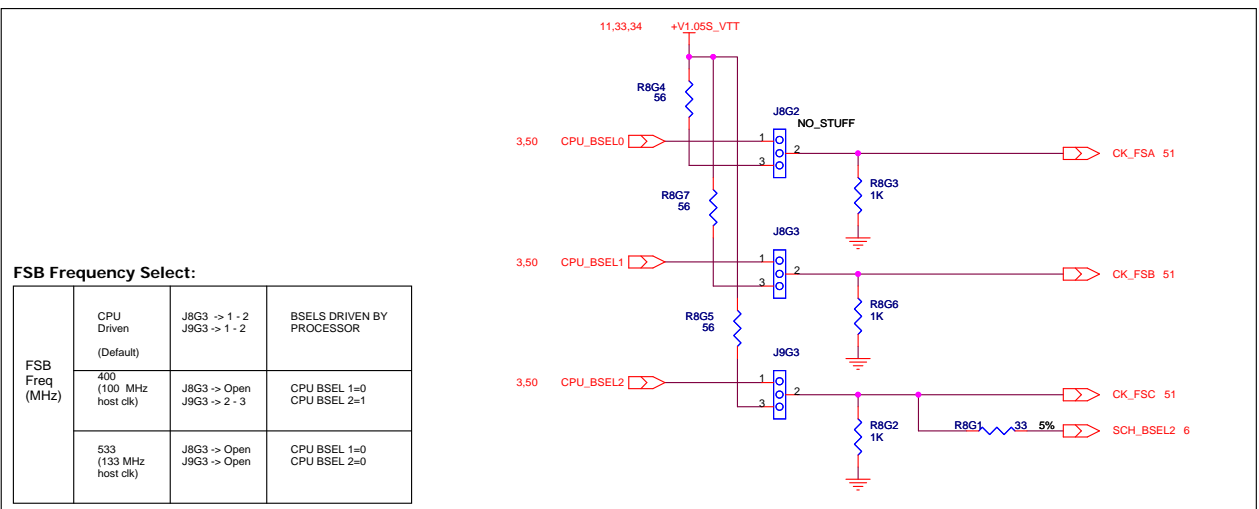 11,33,34 +V1.05S_VTT
R8G4
56
J8G2
NO_STUFF
3,50 CPU_BSEL0
1
2
3
CK_FSA 51
R8G3
1K
R8G7
56
J8G3
3,50 CPU_BSEL1
1
2
3
CK_FSB 51
R8G6
1K
R8G5
56
J9G3
3,50 CPU_BSEL2
1
2
3
CK_FSC 51
R8G2
1K
R8G1 33 5%
SCH_BSEL2 6
FSB Frequency Select:
FSB
Freq
(MHz)
CPU
Driven
(Default)
J8G3 -> 1 - 2
J9G3 -> 1 - 2
BSELS DRIVEN BY
PROCESSOR
400
(100 MHz
host clk)
J8G3 -> Open
J9G3 -> 2 - 3
CPU BSEL 1=0
CPU BSEL 2=1
533
(133 MHz
host clk)
J8G3 -> Open
J9G3 -> Open
CPU BSEL 1=0
CPU BSEL 2=0